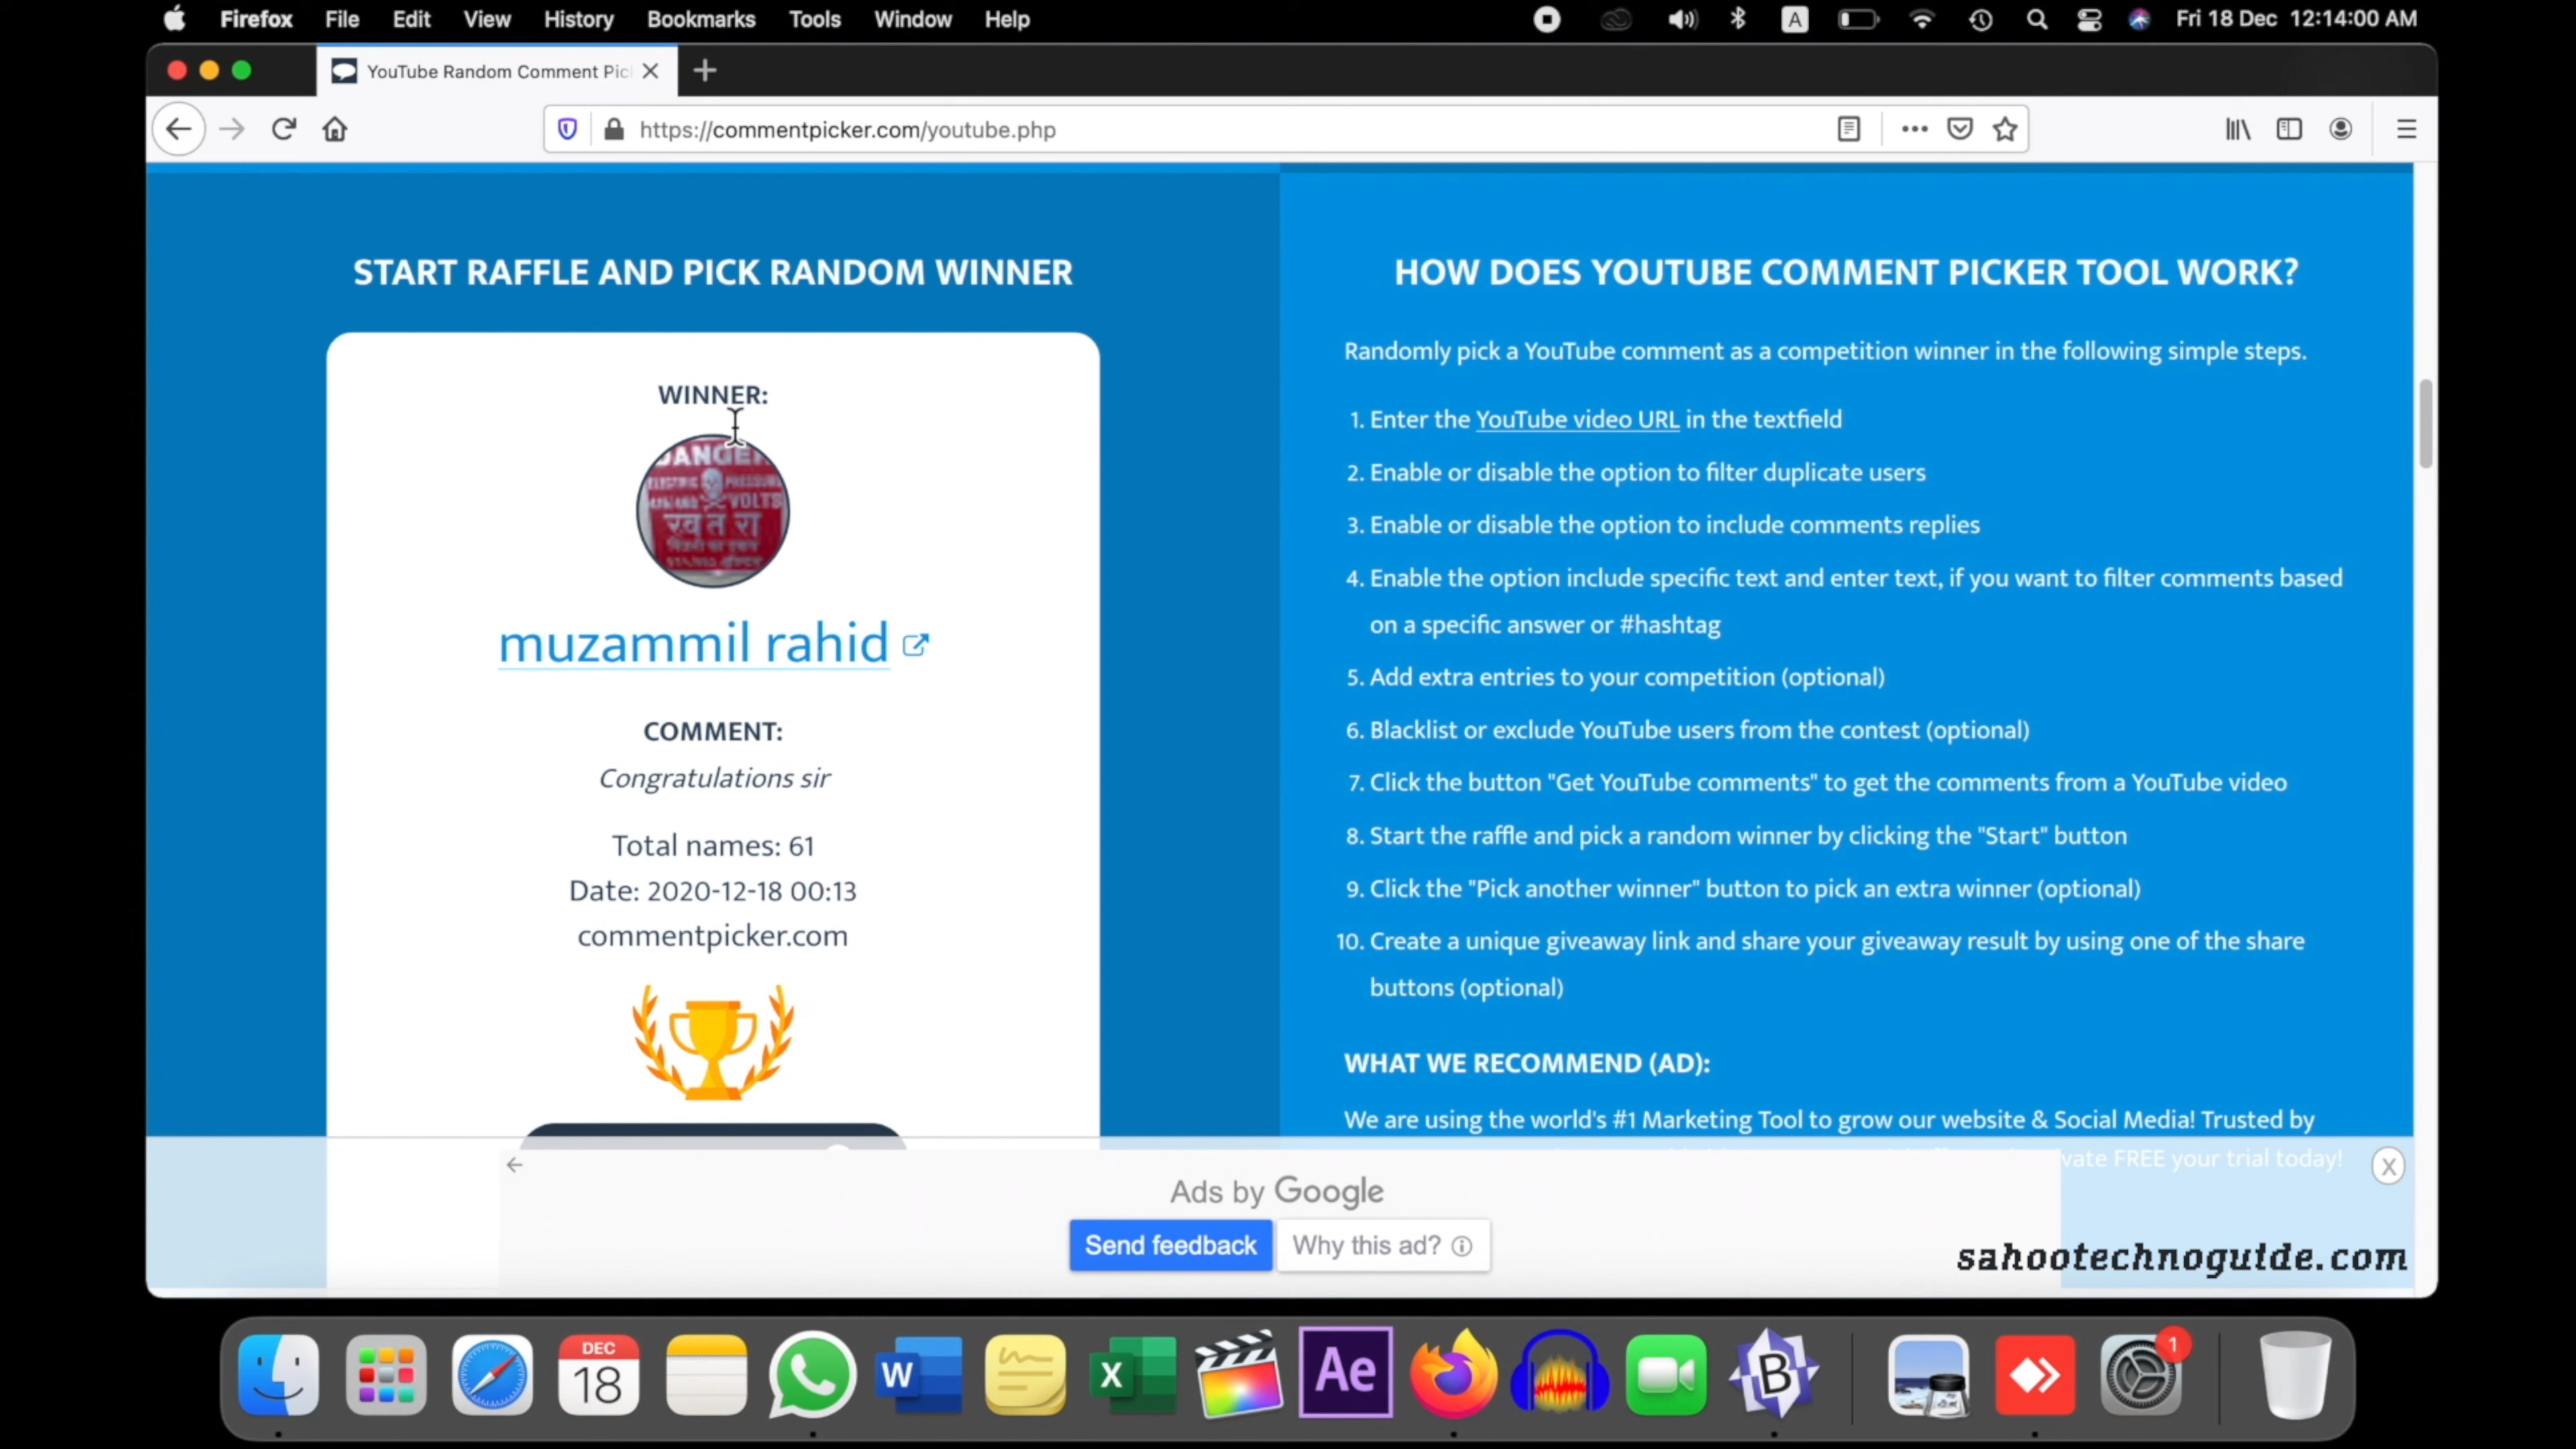 Firefox File Edit View History Bookmarks Tools Window Help
A
Fri 18 Dec 12:14:00 AM
YouTube Random Comment Pic
https://commentpicker.com/youtube.php
START RAFFLE AND PICK RANDOM WINNER
WINNER:
DANGER
ELECTRIC PRESSURE
VOLTS
muzammil rahid
COMMENT:
Congratulations sir
Total names: 61
Date: 2020-12-18 00:13
commentpicker.com
HOW DOES YOUTUBE COMMENT PICKER TOOL WORK?
Randomly pick a YouTube comment as a competition winner in the following simple steps.
1. Enter the YouTube video URL in the textfield
2. Enable or disable the option to filter duplicate users
3. Enable or disable the option to include comments replies
4. Enable the option include specific text and enter text, if you want to filter comments based
on a specific answer or #hashtag
5. Add extra entries to your competition (optional)
6. Blacklist or exclude YouTube users from the contest (optional)
7. Click the button "Get YouTube comments" to get the comments from a YouTube video
8. Start the raffle and pick a random winner by clicking the "Start" button
9. Click the "Pick another winner" button to pick an extra winner (optional)
10. Create a unique giveaway link and share your giveaway result by using one of the share
buttons (optional)
WHAT WE RECOMMEND (AD):
We are using the world's #1 Marketing Tool to grow our website & Social Media! Trusted by
vate FREE your trial today!
X
Ads by Google
Send feedback Why this ad?
sahootechnoguide.com
DEC
18
W
X
Ae
B
1